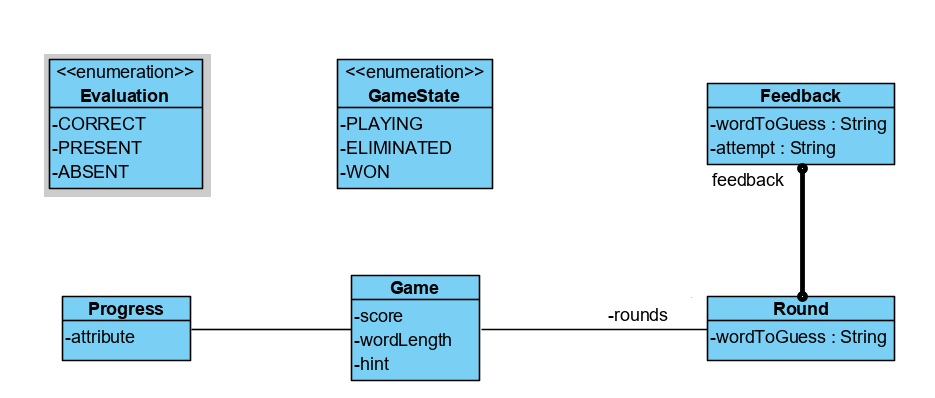 <<enumeration>>
Evaluation
-CORRECT
-PRESENT
-ABSENT
<<enumeration>>
GameState
-PLAYING
-ELIMINATED
-WON
Feedback
-wordToGuess : String
-attempt : String
feedback
Progress
-attribute
Game
-score
-wordLength
-hint
-rounds
Round
-wordToGuess : String